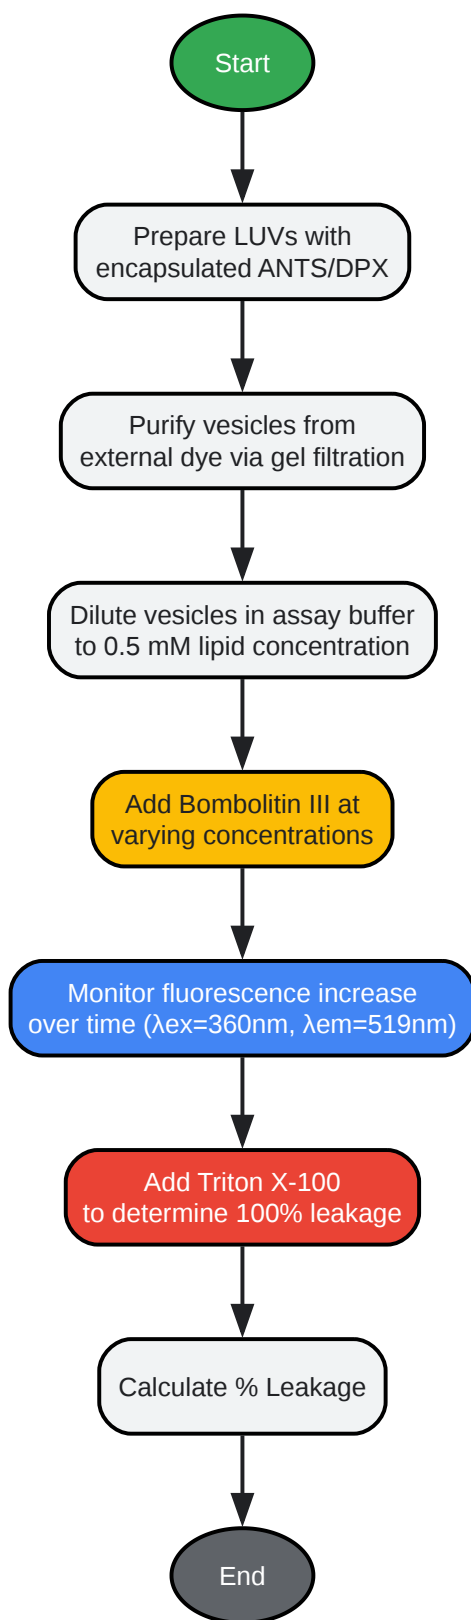 Start
Prepare LUVs with
encapsulated ANTS/DPX
Purify vesicles from
external dye via gel filtration
Dilute vesicles in assay buffer
to 0.5 mM lipid concentration
Add Bombolitin III at
varying concentrations
Monitor fluorescence increase
over time (λex=360nm, λem=519nm)
Add Triton X-100
to determine 100% leakage
Calculate % Leakage
End